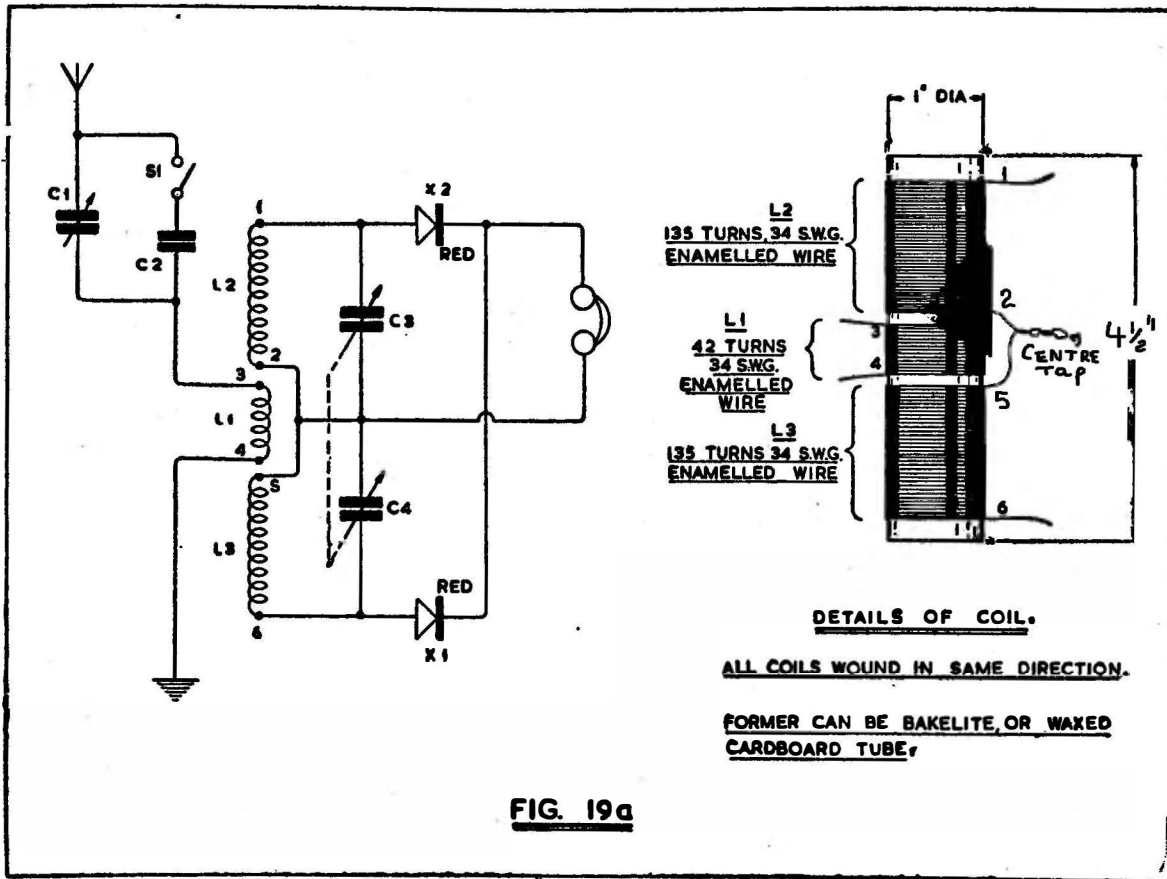 C1
S1
C2
L2
1
2
3
L1
4
5
L3
6
X2
RED
C3
C4
RED
X1
1" DIA
1
L2
135 TURNS, 34 S.W.G.
ENAMELLED WIRE
2
3
L1
42 TURNS
34 S.W.G.
ENAMELLED
WIRE
4
CENTRE
TAP
4½"
5
L3
135 TURNS 34 S.W.G.
ENAMELLED WIRE
6
DETAILS OF COIL.
ALL COILS WOUND IN SAME DIRECTION.
FORMER CAN BE BAKELITE, OR WAXED
CARDBOARD TUBE,
FIG. 19a